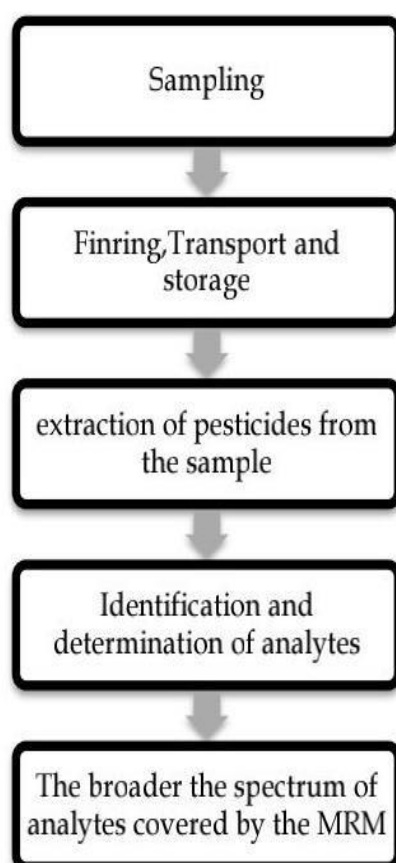 Sampling
Finring,Transport and
storage
extraction of pesticides from
the sample
Identification and
determination of analytes
The broader the spectrum of
analytes covered by the MRM